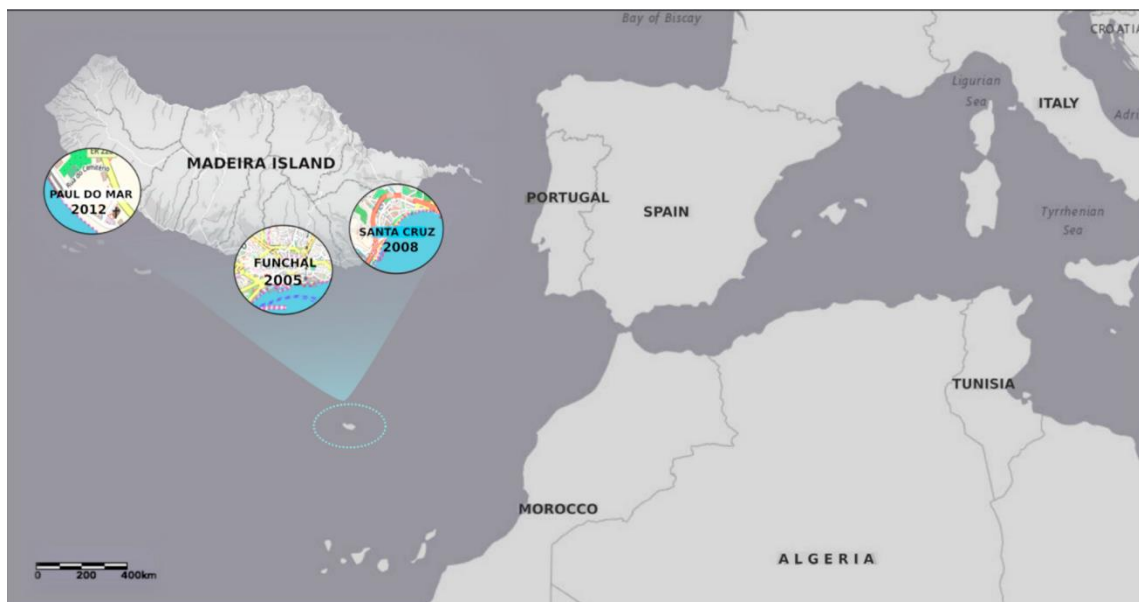 Bay of Biscay
CROATIA
Ligurian
Sea
ITALY
MADEIRA ISLAND
PAUL DO MAR
2012
PORTUGAL
SPAIN
SANTA CRUZ
2008
Tyrrhenian
Sea
FUNCHAL
2005
TUNISIA
MOROCCO
ALGERIA
0 200 400km